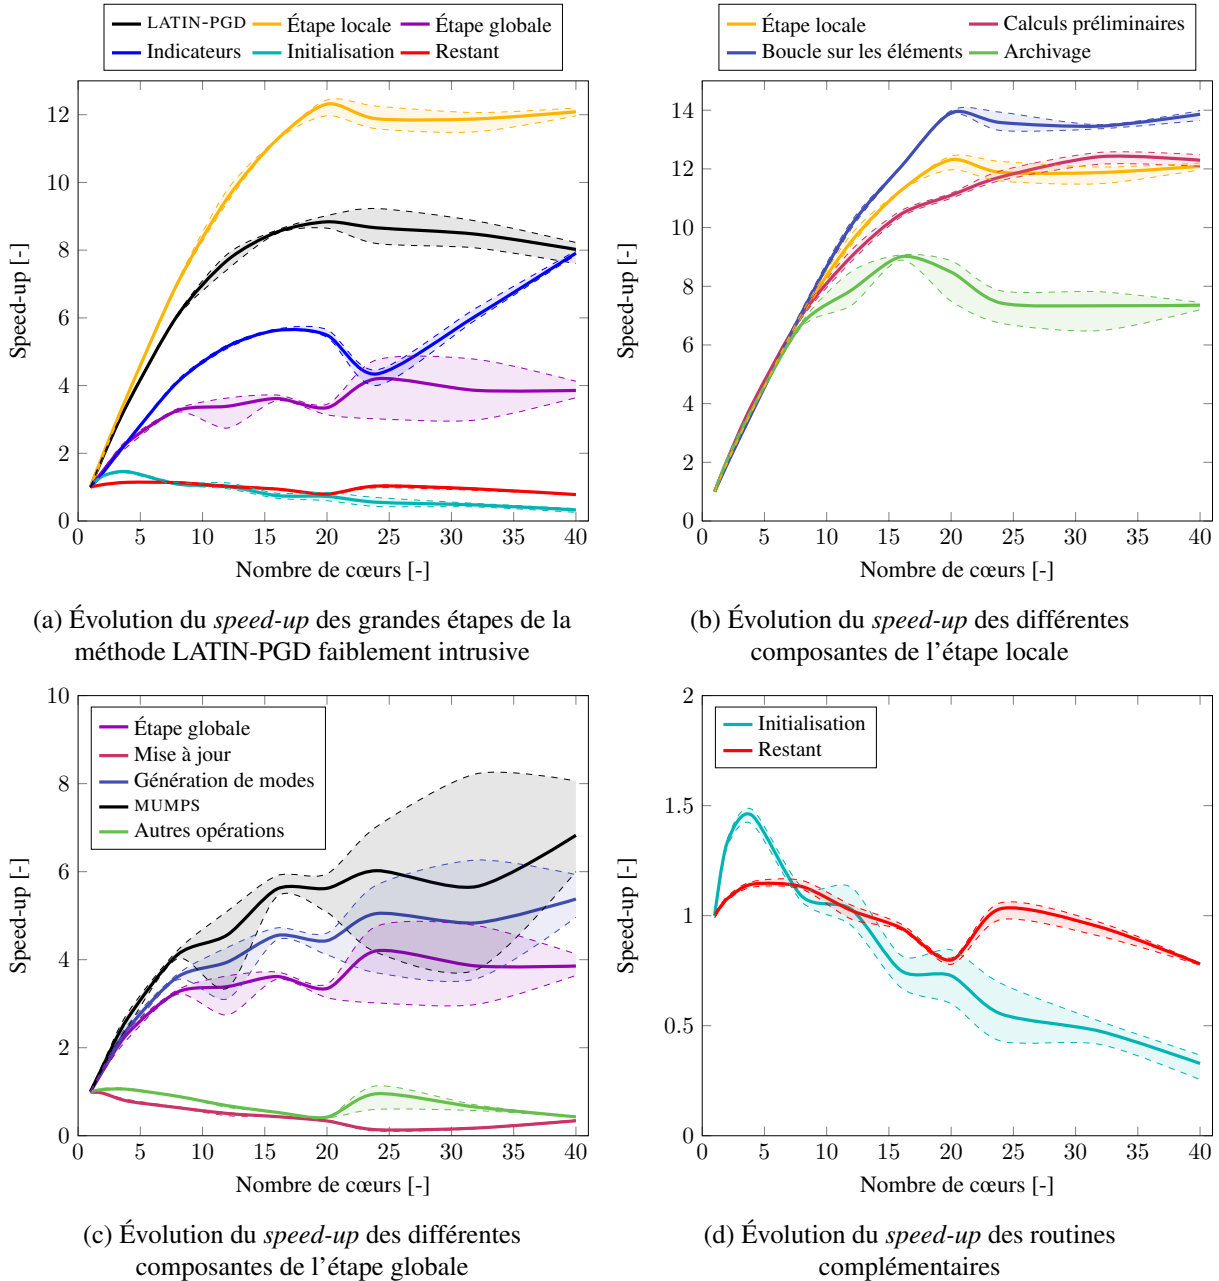 LATIN-PGD Étape locale Étape globale
Indicateurs Initialisation Restant
12
10
8
6
4
2
0
Speed-up [-]
0 5 10 15 20 25 30 35 40
Nombre de cœurs [-]
(a) Évolution du speed-up des grandes étapes de la
méthode LATIN-PGD faiblement intrusive
Étape locale Calculs préliminaires
Boucle sur les éléments Archivage
14
12
10
8
6
4
2
0
Speed-up [-]
0 5 10 15 20 25 30 35 40
Nombre de cœurs [-]
(b) Évolution du speed-up des différentes
composantes de l'étape locale
Étape globale
Mise à jour
Génération de modes
MUMPS
Autres opérations
10
8
6
4
2
0
Speed-up [-]
0 5 10 15 20 25 30 35 40
Nombre de cœurs [-]
(c) Évolution du speed-up des différentes
composantes de l'étape globale
Initialisation
Restant
2
1.5
1
0.5
0
Speed-up [-]
0 5 10 15 20 25 30 35 40
Nombre de cœurs [-]
(d) Évolution du speed-up des routines
complémentaires